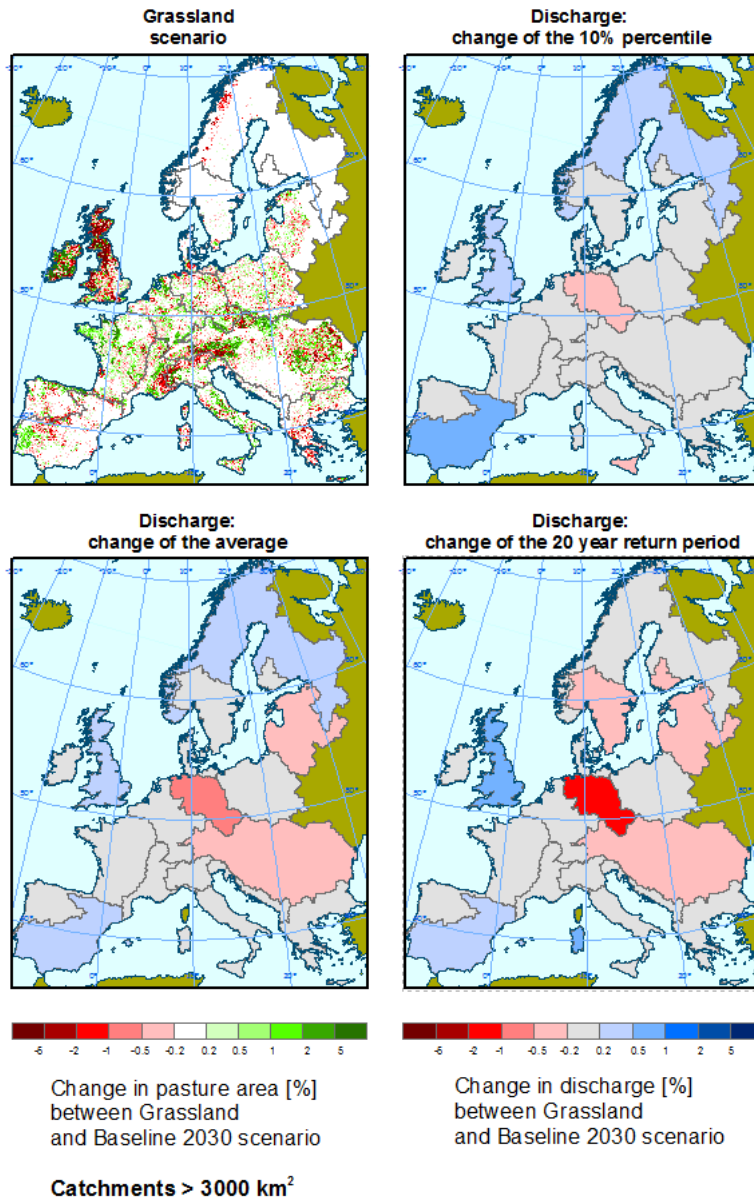 Grassland
scenario
Discharge:
change of the 10% percentile
Discharge:
change of the average
Discharge:
change of the 20 year return period
-5 -2 -1 -0.5 -0.2 0.2 0.5 1 2 5
-5 -2 -1 -0.5 -0.2 0.2 0.5 1 2 5
Change in pasture area [%]
between Grassland
and Baseline 2030 scenario
Change in discharge [%]
between Grassland
and Baseline 2030 scenario
Catchments > 3000 km²